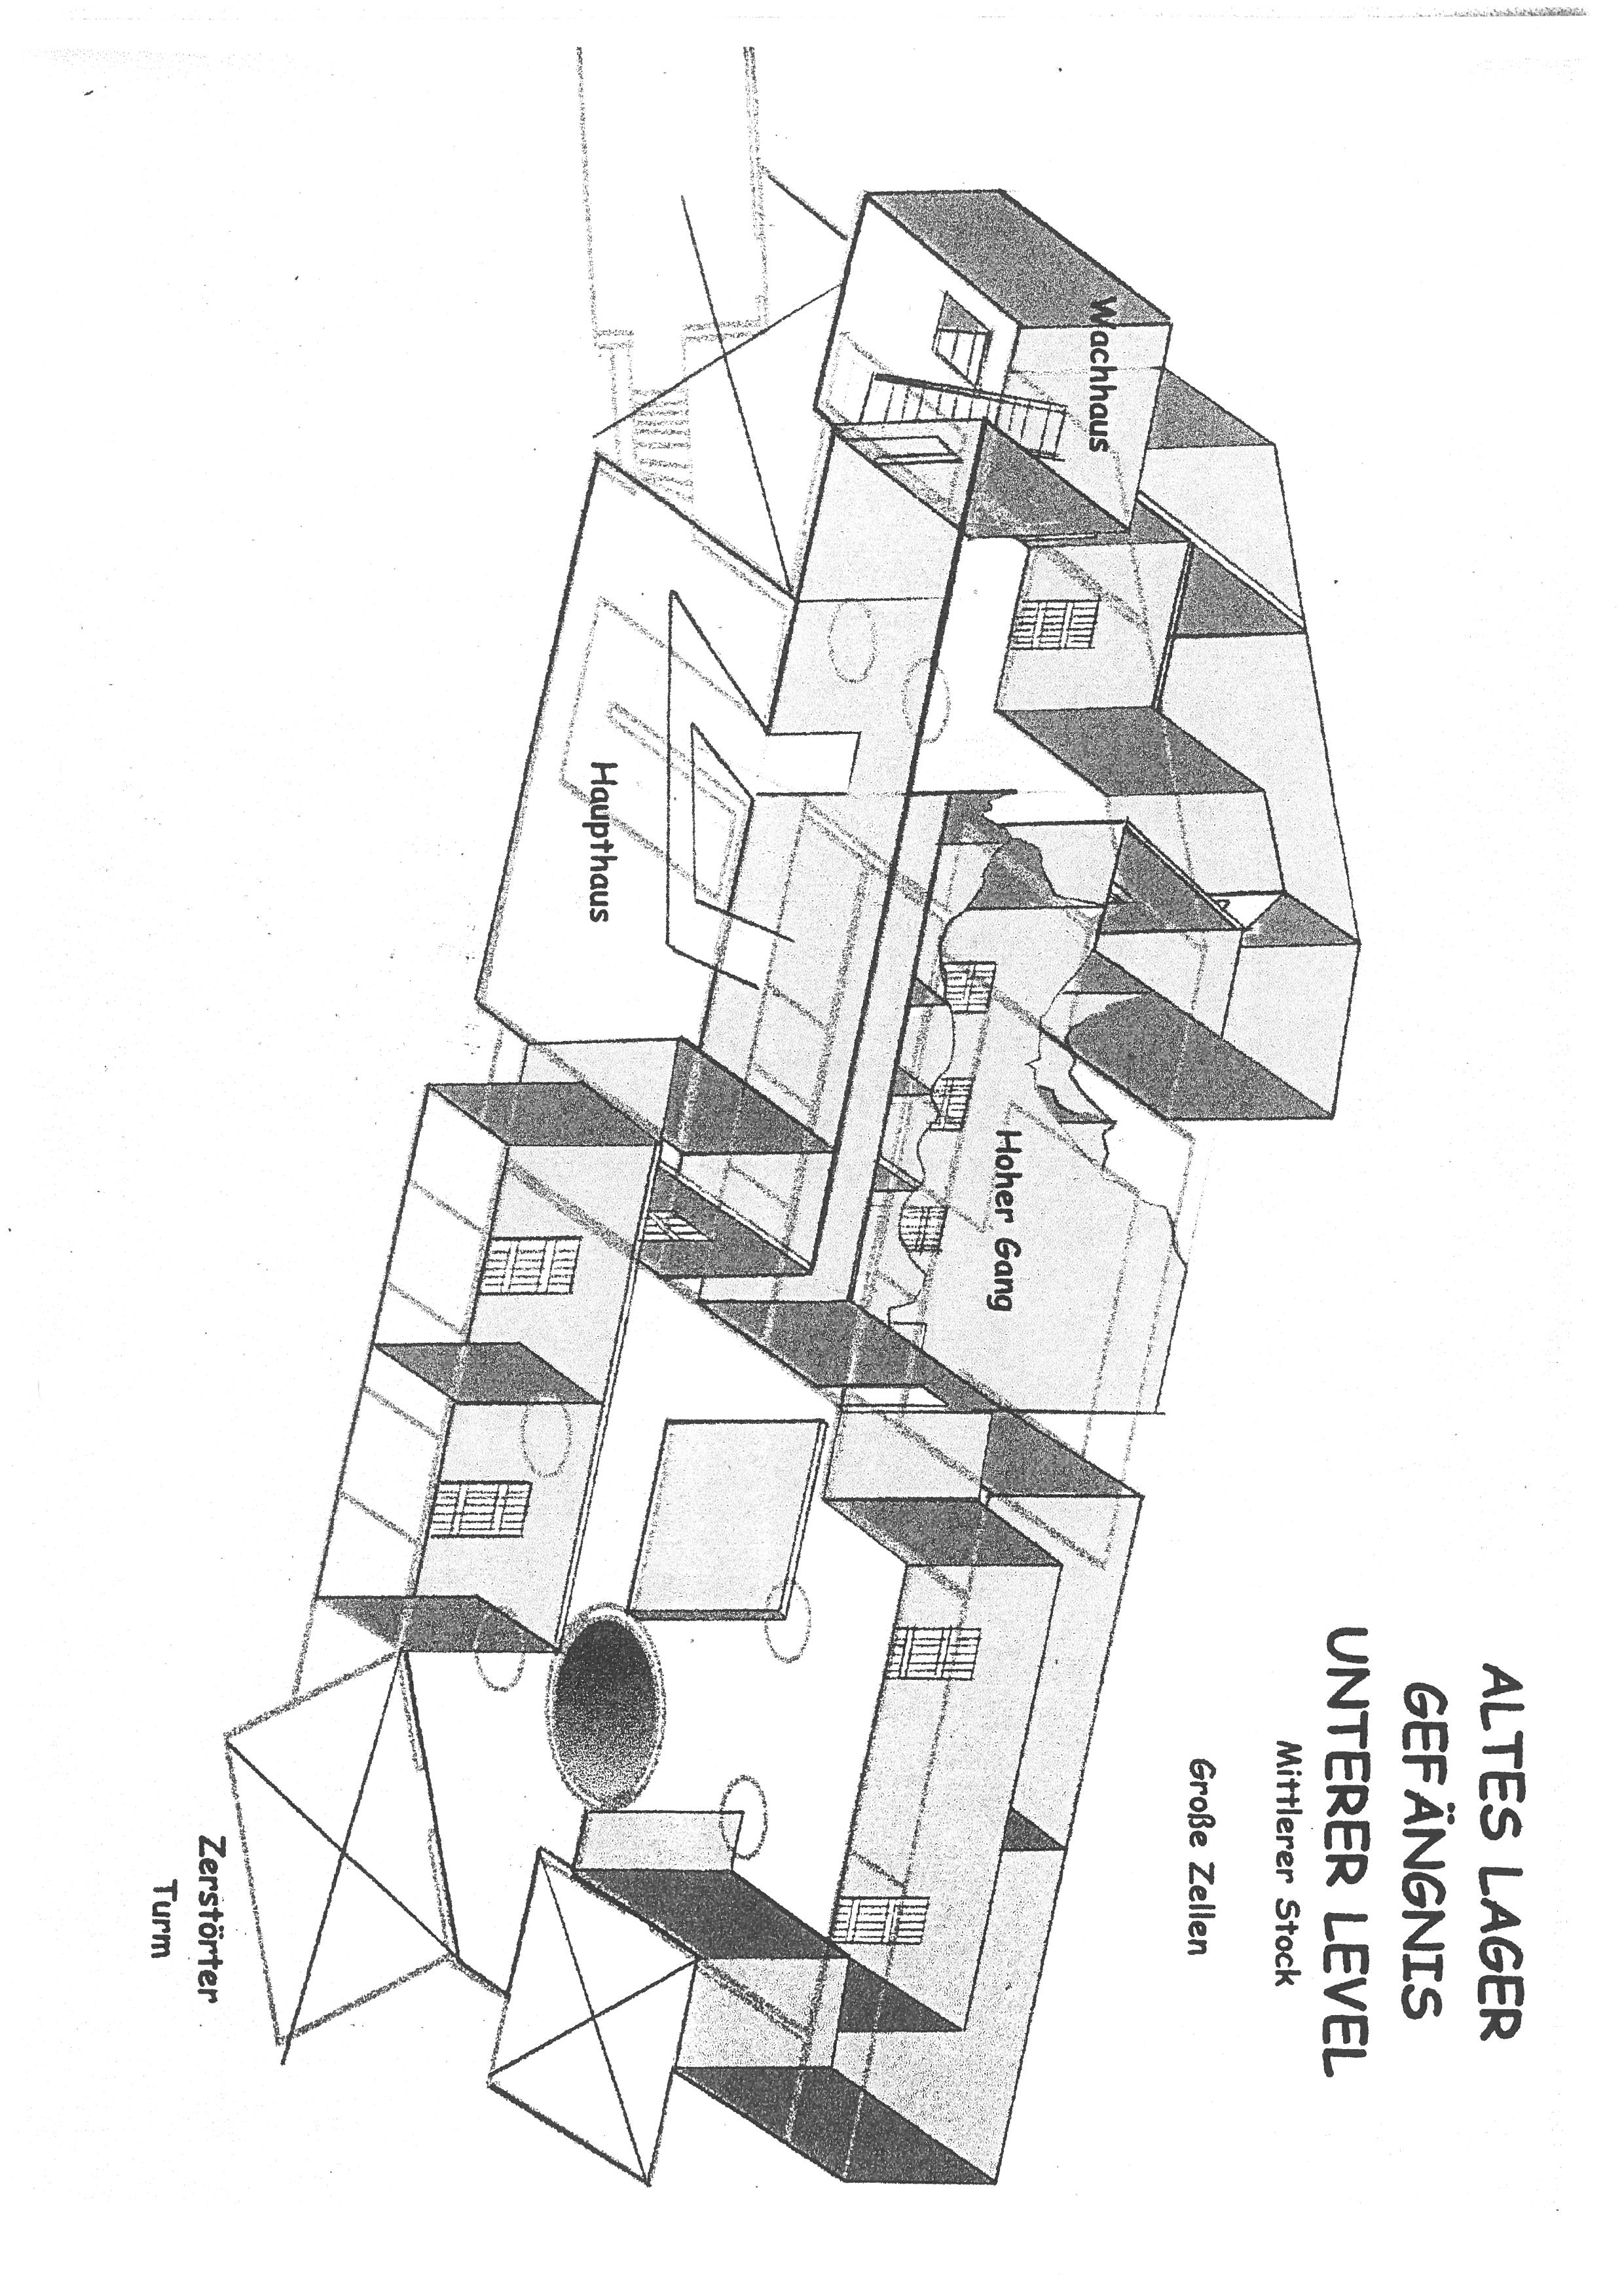 ALTES LAGER
GEFÄNGNIS
UNTERER LEVEL
Mittlerer Stock
Große Zellen
Wachhaus
Hoher Gang
Haupthaus
Zerstörter
Turm